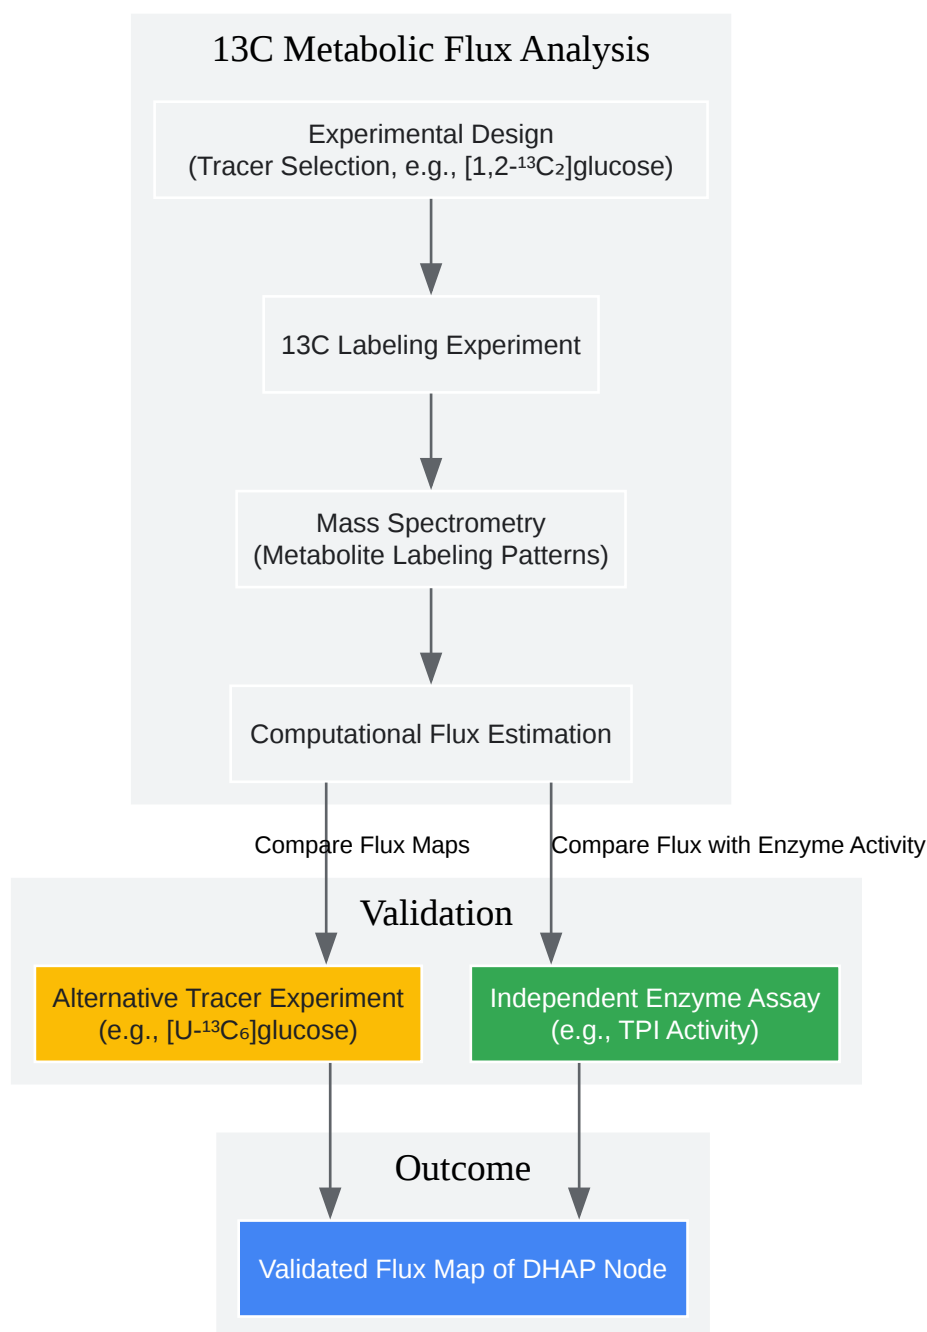 13C Metabolic Flux Analysis
Experimental Design
(Tracer Selection, e.g., [1,2-¹³C₂]glucose)
13C Labeling Experiment
Mass Spectrometry
(Metabolite Labeling Patterns)
Computational Flux Estimation
Compare Flux Maps
Compare Flux with Enzyme Activity
Validation
Alternative Tracer Experiment
(e.g., [U-¹³C₆]glucose)
Independent Enzyme Assay
(e.g., TPI Activity)
Outcome
Validated Flux Map of DHAP Node